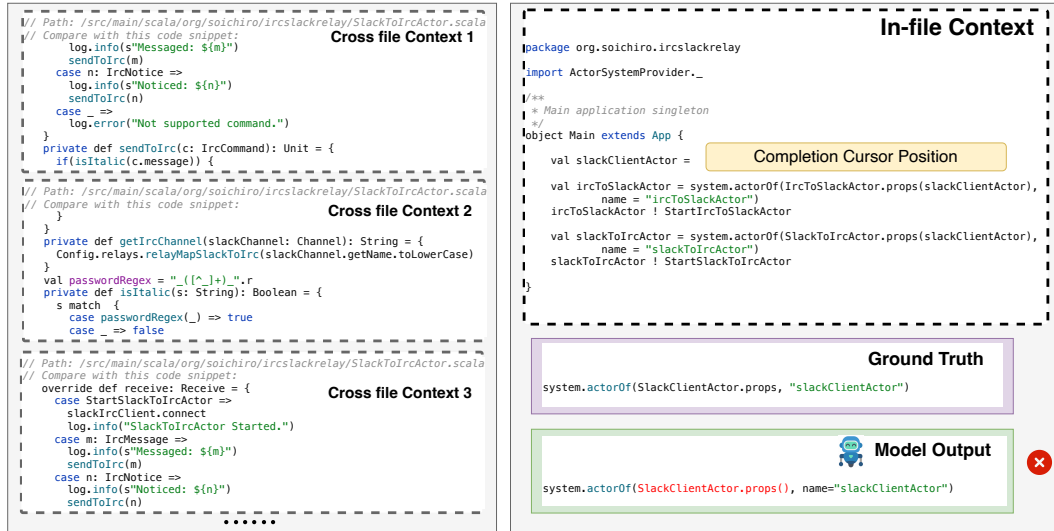 // Path: /src/main/scala/org/soichiro/ircslackrelay/SlackToIrcActor.scala
// Compare with this code snippet:
Cross file Context 1
log.info(s"Messaged: ${m}")
sendToIrc(m)
case n: IrcNotice =>
log.info(s"Noticed: ${n}")
sendToIrc(n)
case _ =>
log.error("Not supported command.")
}
private def sendToIrc(c: IrcCommand): Unit = {
if(isItalic(c.message)) {
// Path: /src/main/scala/org/soichiro/ircslackrelay/SlackToIrcActor.scala
// Compare with this code snippet:
Cross file Context 2
}
}
private def getIrcChannel(slackChannel: Channel): String = {
Config.relays.relayMapSlackToIrc(slackChannel.getName.toLowerCase)
}
val passwordRegex = "_([^_]+)_".r
private def isItalic(s: String): Boolean = {
s match {
case passwordRegex(_) => true
case _ => false
// Path: /src/main/scala/org/soichiro/ircslackrelay/SlackToIrcActor.scala
// Compare with this code snippet:
Cross file Context 3
override def receive: Receive = {
case StartSlackToIrcActor =>
slackIrcClient.connect
log.info("SlackToIrcActor Started.")
case m: IrcMessage =>
log.info(s"Messaged: ${m}")
sendToIrc(m)
case n: IrcNotice =>
log.info(s"Noticed: ${n}")
sendToIrc(n)
......
In-file Context
package org.soichiro.ircslackrelay
import ActorSystemProvider._
/**
* Main application singleton
*/
object Main extends App {
val slackClientActor =
Completion Cursor Position
val ircToSlackActor = system.actorOf(IrcToSlackActor.props(slackClientActor),
name = "ircToSlackActor")
ircToSlackActor ! StartIrcToSlackActor
val slackToIrcActor = system.actorOf(SlackToIrcActor.props(slackClientActor),
name = "slackToIrcActor")
slackToIrcActor ! StartSlackToIrcActor
}
Ground Truth
system.actorOf(SlackClientActor.props, "slackClientActor")
Model Output
system.actorOf(SlackClientActor.props(), name="slackClientActor")